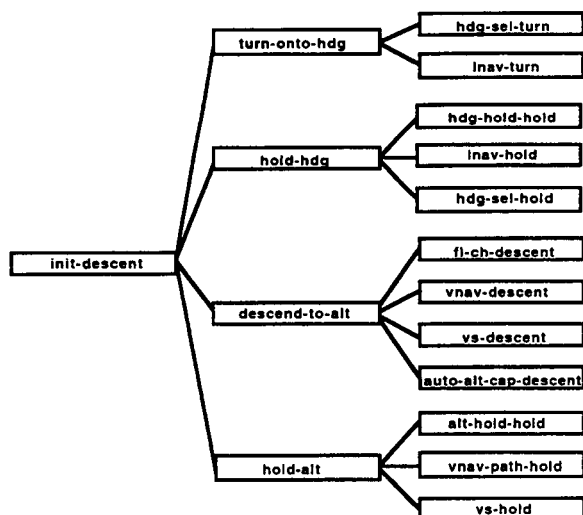 hdg-sel-turn
turn-onto-hdg
lnav-turn
hdg-hold-hold
hold-hdg
lnav-hold
hdg-sel-hold
init-descent
fl-ch-descent
vnav-descent
descend-to-alt
vs-descent
auto-alt-cap-descent
alt-hold-hold
hold-alt
vnav-path-hold
vs-hold